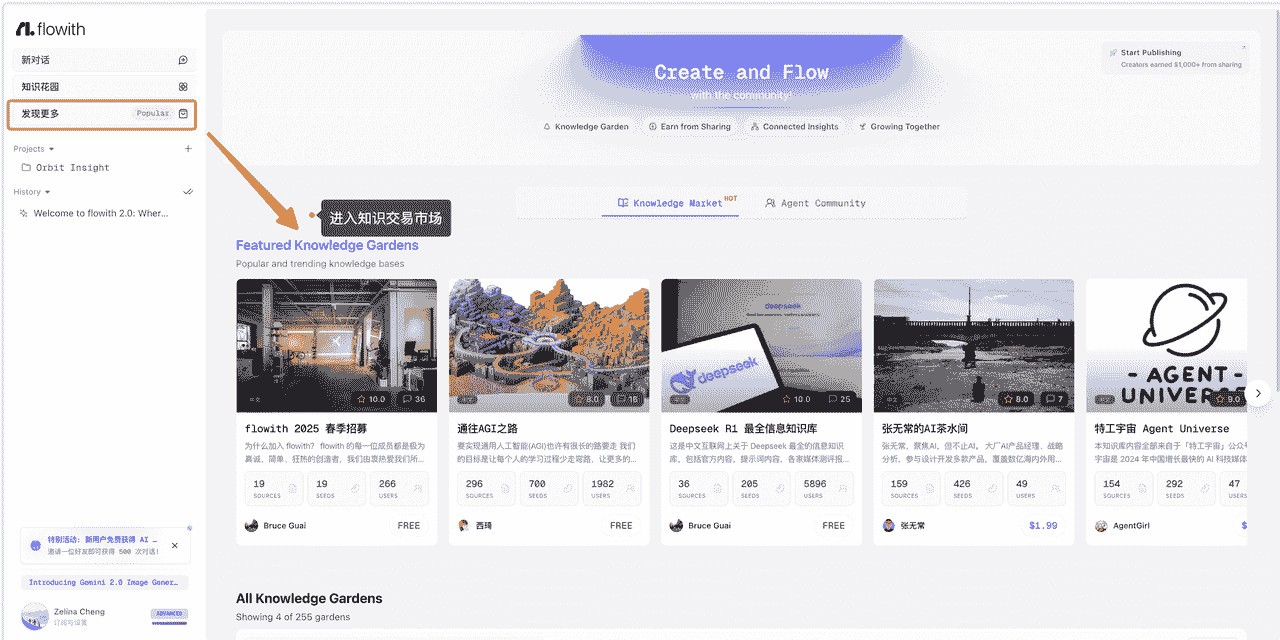 flowith
新对话
知识花园
发现更多
Popular
Projects
Orbit Insight
History
Welcome to flowith 2.0: Wher...
特别活动: 新用户免费获得 AI …
邀请一位好友即可获得 500 次对话!
Introducing Gemini 2.0 Image Gener…
Zelina Cheng
订阅与设置
ADVANCED
Create and Flow
with the community!
Start Publishing
Creators earned $1,000+ from sharing
Knowledge Garden
Earn from Sharing
Connected Insights
Growing Together
Knowledge Market HOT
Agent Community
进入知识交易市场
Featured Knowledge Gardens
Popular and trending knowledge bases
中文
10.0
36
flowith 2025 春季招募
为什么加入 flowith? flowith 的每一位成员都是极为
真诚、简单、狂热的创造者，我们由衷热爱我们所...
19 SOURCES
19 SEEDS
266 USERS
Bruce Guai
FREE
中文
8.0
16
通往AGI之路
要实现通用人工智能(AGI)也许有很长的路要走 我们
的目标是让每个人的学习过程少走弯路，让更多的...
296 SOURCES
700 SEEDS
1982 USERS
西琦
FREE
deepseek
deepseek
中文
10.0
25
Deepseek R1 最全信息知识库
这是中文互联网上关于 Deepseek 最全的信息知识
库，包括官方内容，提示词内容，各家媒体测评报...
36 SOURCES
205 SEEDS
5896 USERS
Bruce Guai
FREE
中文
8.0
7
张无常的AI茶水间
张无常，聚焦AI，但不止AI。 大厂AI产品经理，战略
分析，参与设计开发多款产品，覆盖数亿海内外用...
159 SOURCES
426 SEEDS
49 USERS
张无常
$1.99
- AGENT -
UNIVERSE
中文
9.0
特工宇宙 Agent Universe
本知识库内容全部来自于「特工宇宙」公众号
宇宙是 2024 年中国增长最快的 AI 科技媒体
154 SOURCES
292 SEEDS
47 USERS
AgentGirl
$
All Knowledge Gardens
Showing 4 of 255 gardens